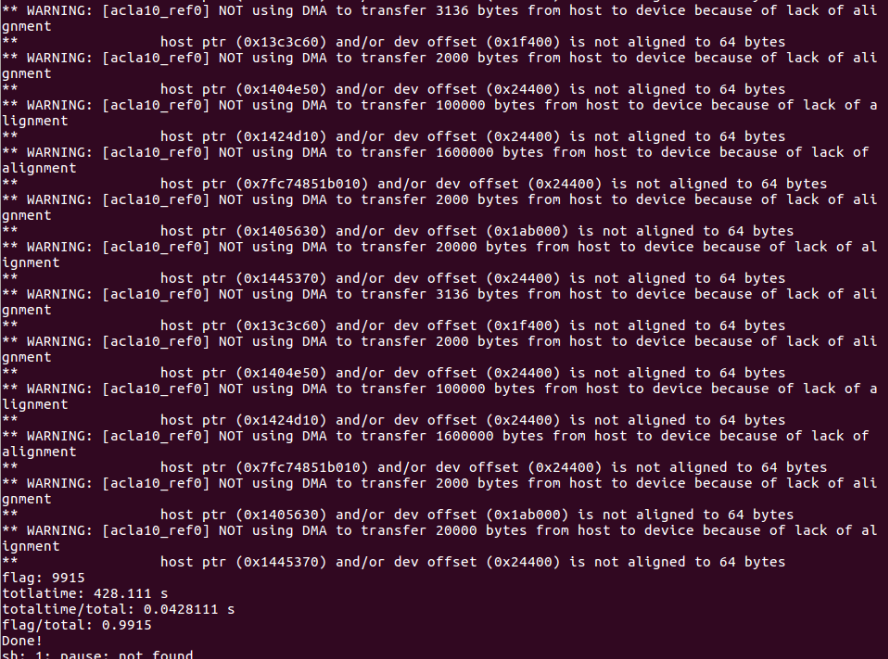 ** WARNING: [acla10_ref0] NOT using DMA to transfer 3136 bytes from host to device because of lack of ali
gnment
**                 host ptr (0x13c3c60) and/or dev offset (0x1f400) is not aligned to 64 bytes
** WARNING: [acla10_ref0] NOT using DMA to transfer 2000 bytes from host to device because of lack of ali
gnment
**                 host ptr (0x1404e50) and/or dev offset (0x24400) is not aligned to 64 bytes
** WARNING: [acla10_ref0] NOT using DMA to transfer 100000 bytes from host to device because of lack of a
lignment
**                 host ptr (0x1424d10) and/or dev offset (0x24400) is not aligned to 64 bytes
** WARNING: [acla10_ref0] NOT using DMA to transfer 1600000 bytes from host to device because of lack of
alignment
**                 host ptr (0x7fc74851b010) and/or dev offset (0x24400) is not aligned to 64 bytes
** WARNING: [acla10_ref0] NOT using DMA to transfer 2000 bytes from host to device because of lack of ali
gnment
**                 host ptr (0x1405630) and/or dev offset (0x1ab000) is not aligned to 64 bytes
** WARNING: [acla10_ref0] NOT using DMA to transfer 20000 bytes from host to device because of lack of al
ignment
**                 host ptr (0x1445370) and/or dev offset (0x24400) is not aligned to 64 bytes
** WARNING: [acla10_ref0] NOT using DMA to transfer 3136 bytes from host to device because of lack of ali
gnment
**                 host ptr (0x13c3c60) and/or dev offset (0x1f400) is not aligned to 64 bytes
** WARNING: [acla10_ref0] NOT using DMA to transfer 2000 bytes from host to device because of lack of ali
gnment
**                 host ptr (0x1404e50) and/or dev offset (0x24400) is not aligned to 64 bytes
** WARNING: [acla10_ref0] NOT using DMA to transfer 100000 bytes from host to device because of lack of a
lignment
**                 host ptr (0x1424d10) and/or dev offset (0x24400) is not aligned to 64 bytes
** WARNING: [acla10_ref0] NOT using DMA to transfer 1600000 bytes from host to device because of lack of
alignment
**                 host ptr (0x7fc74851b010) and/or dev offset (0x24400) is not aligned to 64 bytes
** WARNING: [acla10_ref0] NOT using DMA to transfer 2000 bytes from host to device because of lack of ali
gnment
**                 host ptr (0x1405630) and/or dev offset (0x1ab000) is not aligned to 64 bytes
** WARNING: [acla10_ref0] NOT using DMA to transfer 20000 bytes from host to device because of lack of al
ignment
**                 host ptr (0x1445370) and/or dev offset (0x24400) is not aligned to 64 bytes
flag: 9915
totlatime: 428.111 s
totaltime/total: 0.0428111 s
flag/total: 0.9915
Done!
sh: 1: pause: not found